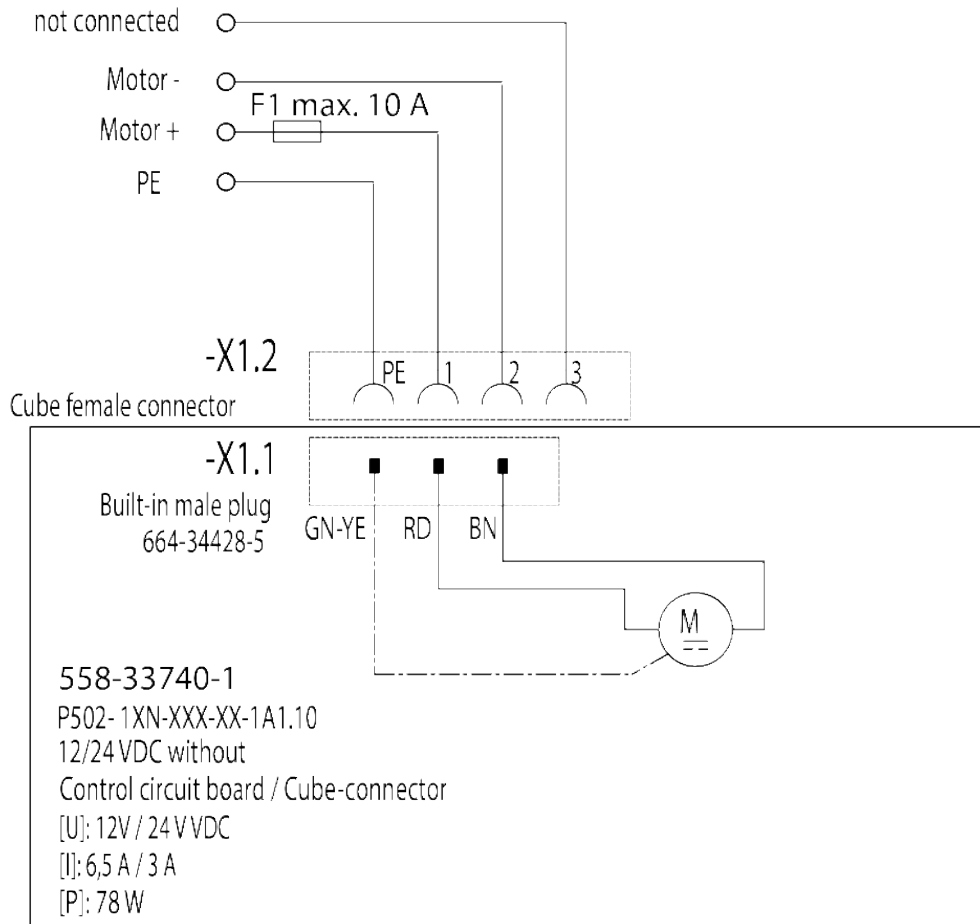 not connected
Motor -
F1 max. 10 A
Motor +
PE
-X1.2
PE 1 2 3
Cube female connector
-X1.1
Built-in male plug
664-34428-5
GN-YE RD BN
M
558-33740-1
P502- 1XN-XXX-XX-1A1.10
12/24 VDC without
Control circuit board / Cube-connector
[U]: 12V / 24 V VDC
[I]: 6,5 A / 3 A
[P]: 78 W